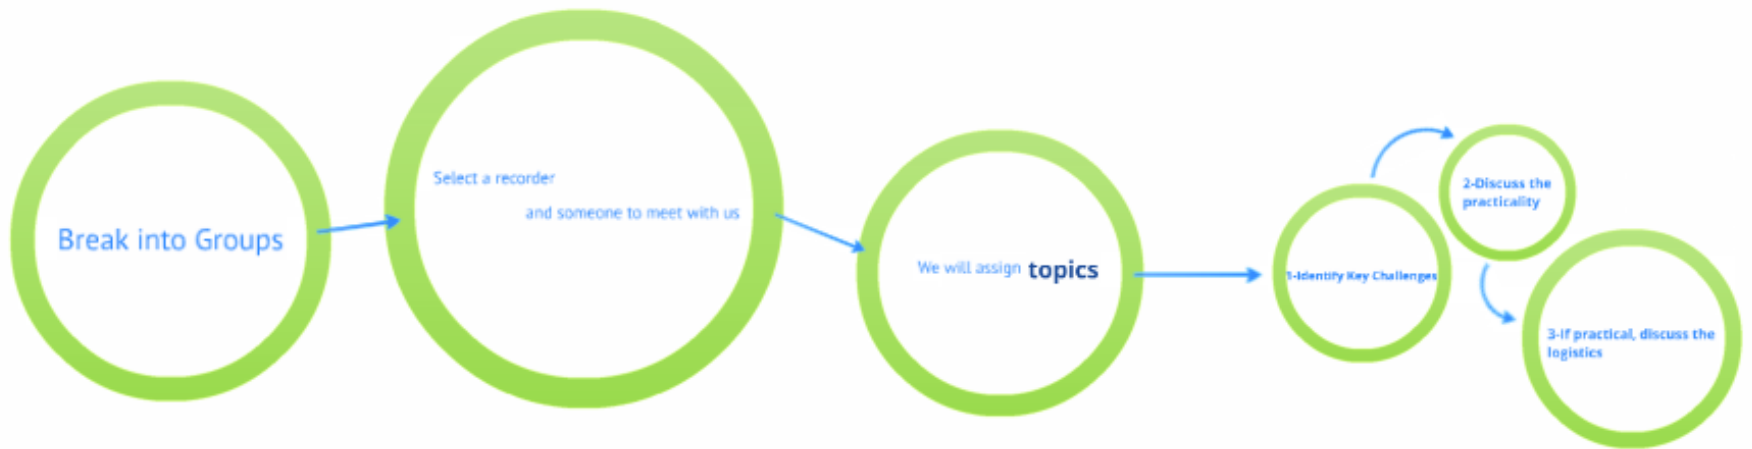 Break into Groups
Select a recorder
and someone to meet with us
We will assign topics
1-Identify Key Challenges
2-Discuss the
practicality
3-If practical, discuss the
logistics